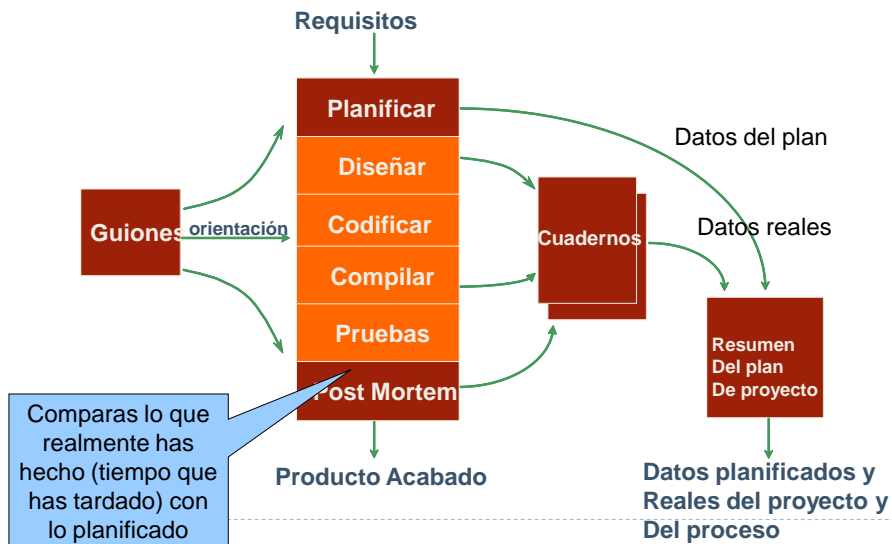 Requisitos
Planificar
Datos del plan
Diseñar
Guiones
orientación
Codificar
Cuadernos
Datos reales
Compilar
Pruebas
Resumen
Del plan
De proyecto
Post Mortem
Comparas lo que
realmente has
hecho (tiempo que
has tardado) con
lo planificado
Producto Acabado
Datos planificados y
Reales del proyecto y
Del proceso